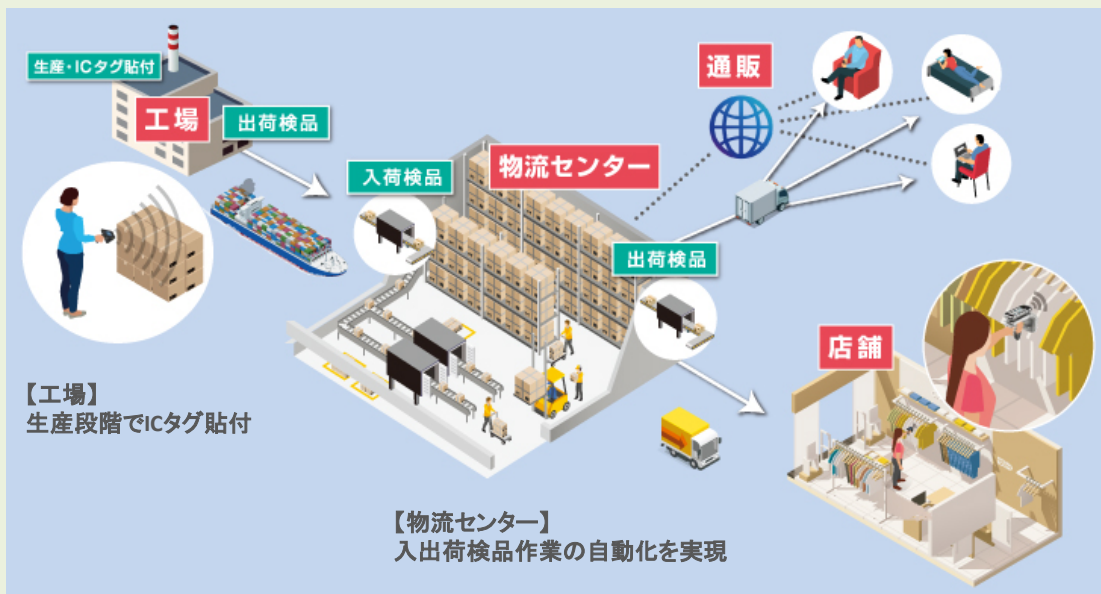 生産・ICタグ貼付
工場
出荷検品
入荷検品
物流センター
通販
出荷検品
店舗
【工場】
生産段階でICタグ貼付
【物流センター】
入出荷検品作業の自動化を実現